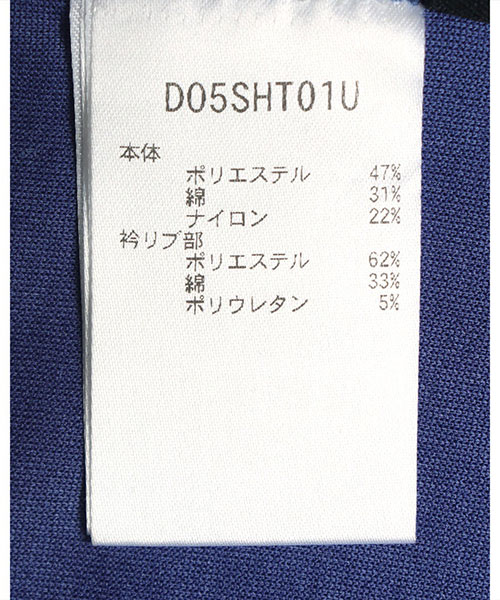 D05SHT01U
本体
ポリエステル 47%
綿 31%
ナイロン 22%
衿リブ部
ポリエステル 62%
綿 33%
ポリウレタン 5%